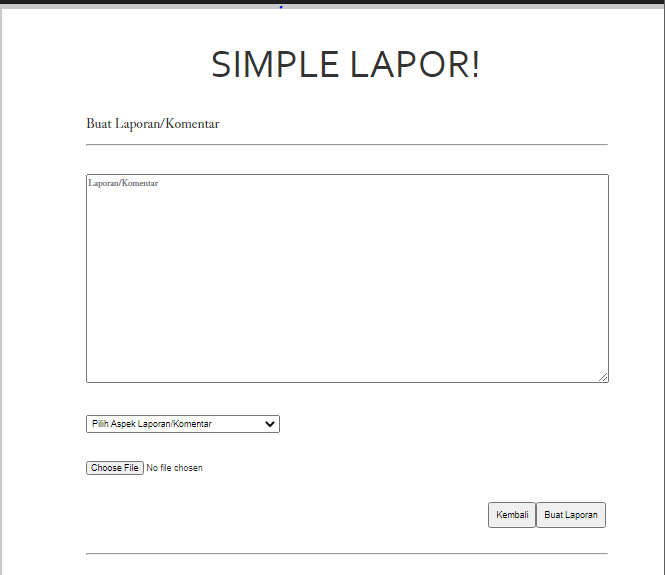 SIMPLE LAPOR!
Buat Laporan/Komentar
Laporan/Komentar
Pilih Aspek Laporan/Komentar
Choose File No file chosen
Kembali Buat Laporan